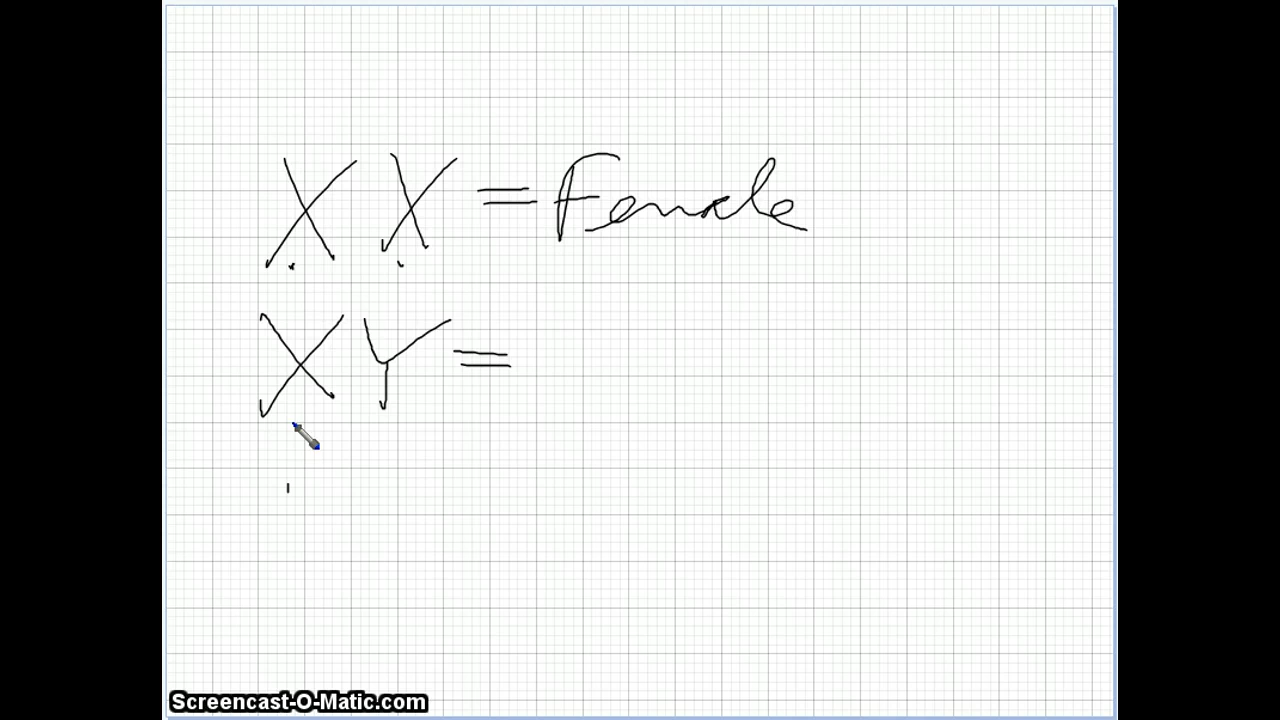 XX = Female
XY =
Screencast-O-Matic.com